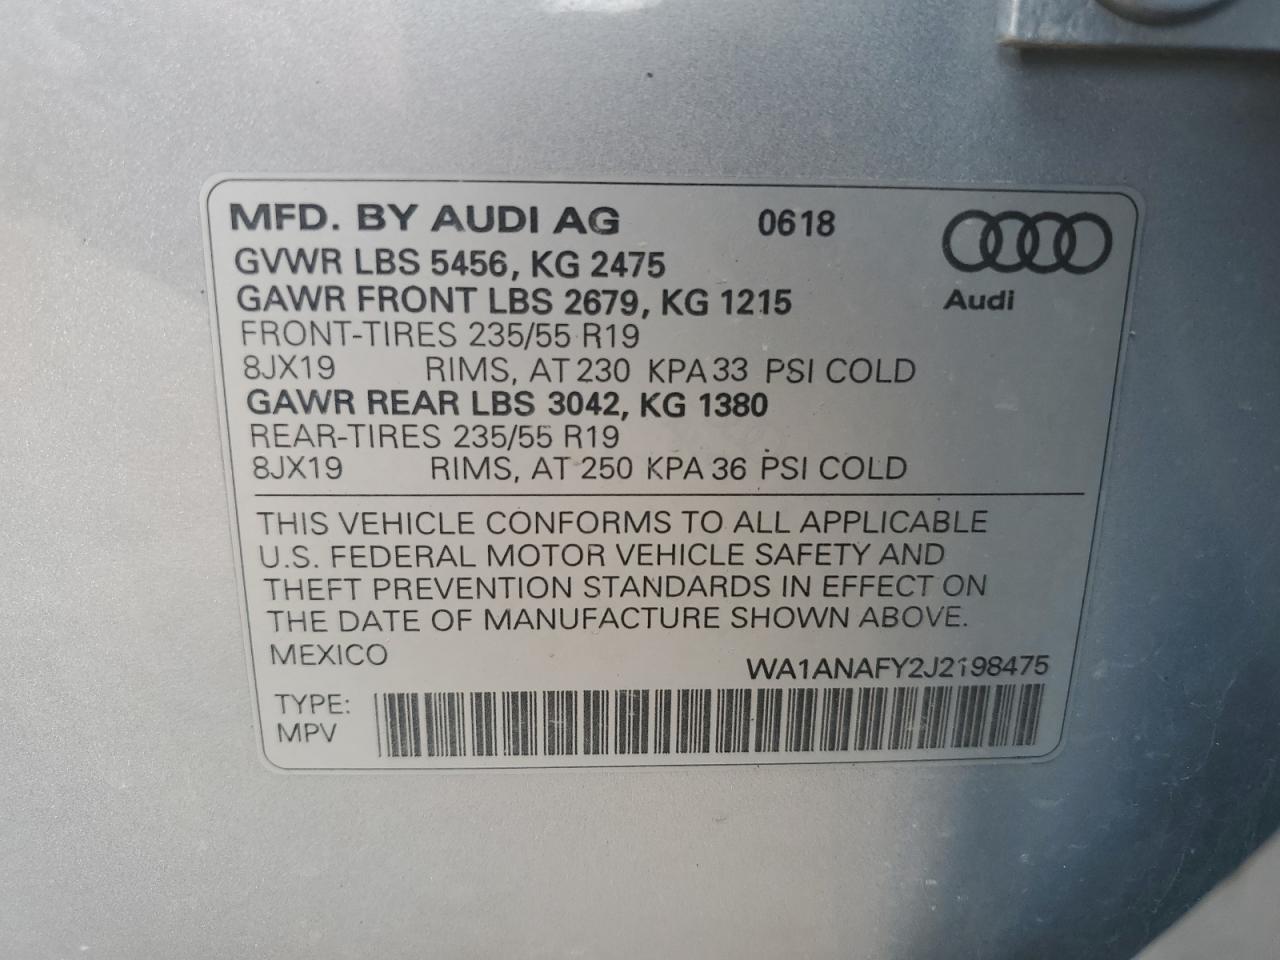 MFD. BY AUDI AG 0618
GVWR LBS 5456, KG 2475
GAWR FRONT LBS 2679, KG 1215
Audi
FRONT-TIRES 235/55 R19
8JX19 RIMS, AT 230 KPA 33 PSI COLD
GAWR REAR LBS 3042, KG 1380
REAR-TIRES 235/55 R19
8JX19 RIMS, AT 250 KPA 36 PSI COLD
THIS VEHICLE CONFORMS TO ALL APPLICABLE
U.S. FEDERAL MOTOR VEHICLE SAFETY AND
THEFT PREVENTION STANDARDS IN EFFECT ON
THE DATE OF MANUFACTURE SHOWN ABOVE.
MEXICO
WA1ANAFY2J2198475
TYPE:
MPV